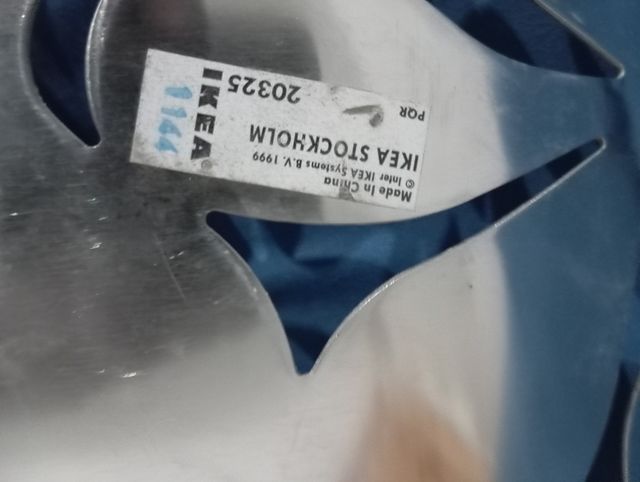 Made In China
© Inter IKEA Systems B.V. 1999
IKEA STOCKHOLM
PQR
20325
IKEA®
1144